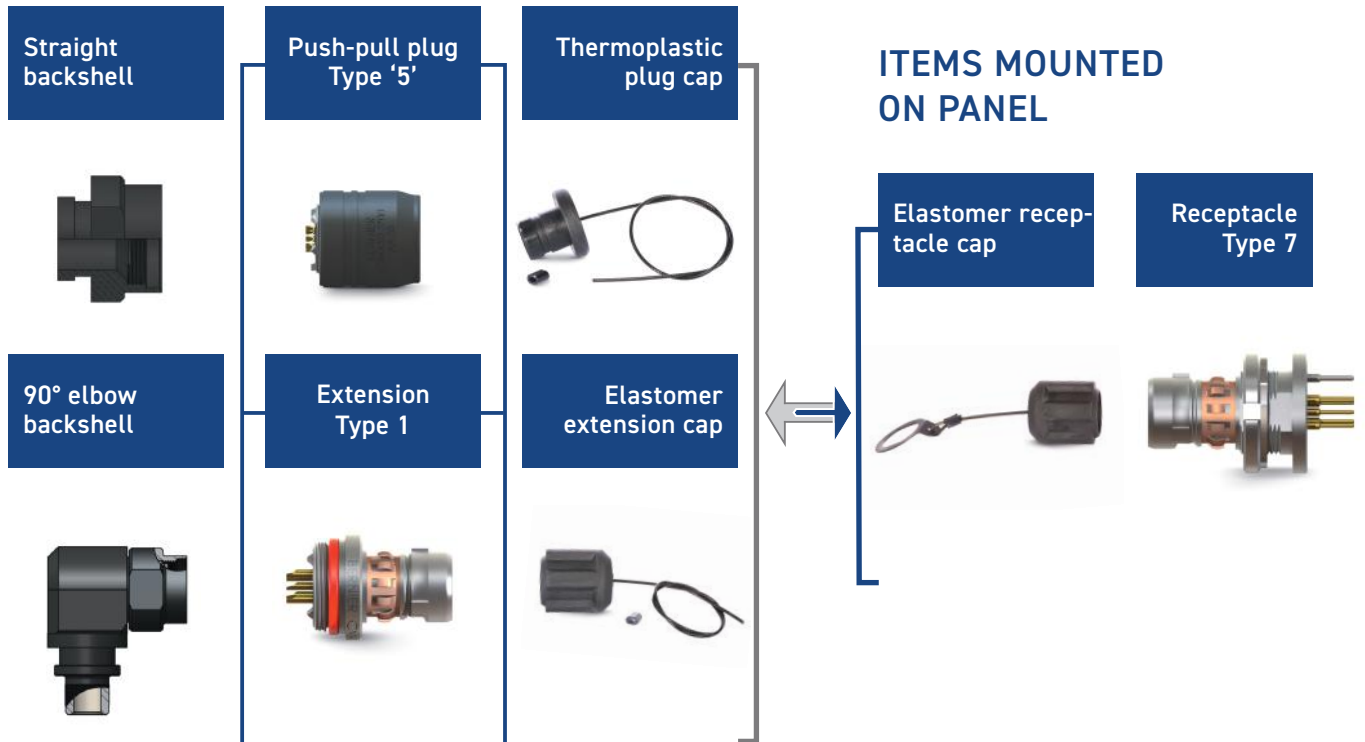 Straight
backshell
Push-pull plug
Type ‘5’
Thermoplastic
plug cap
ITEMS MOUNTED
ON PANEL
Elastomer recep-
tacle cap
Receptacle
Type 7
90° elbow
backshell
Extension
Type 1
Elastomer
extension cap